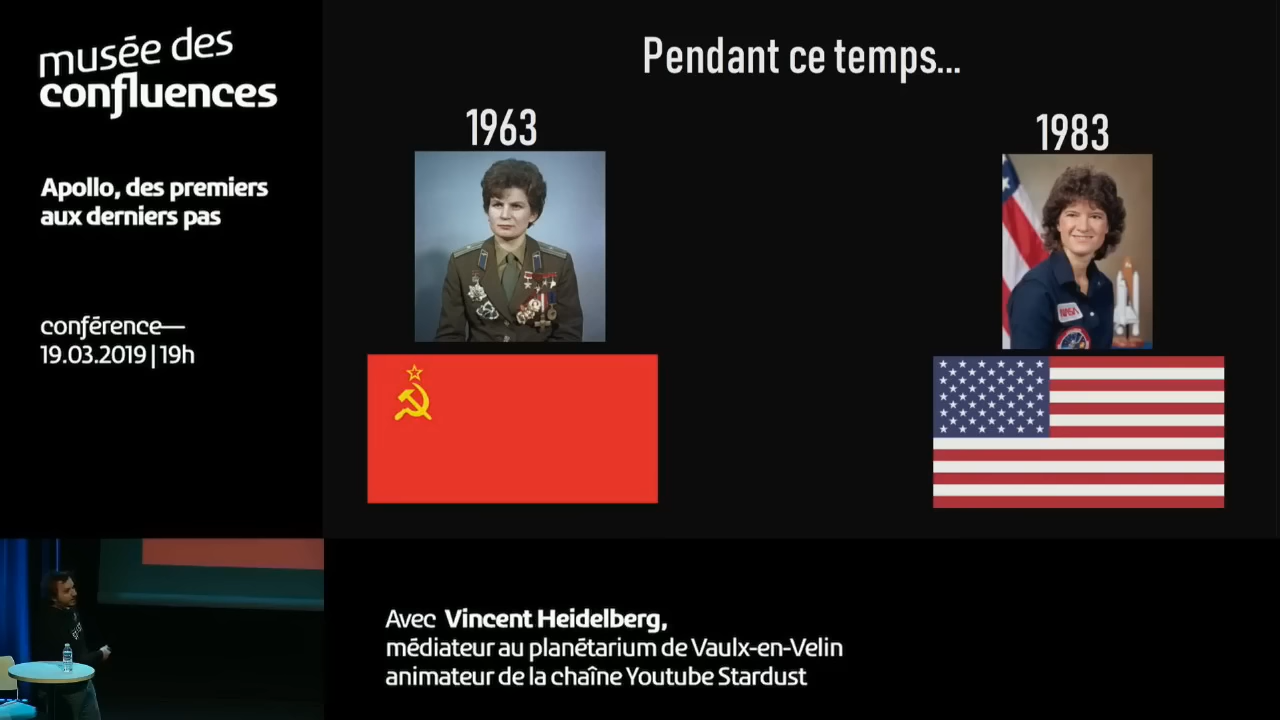 musée des
confluences
Apollo, des premiers
aux derniers pas
conférence—
19.03.2019 | 19h
Pendant ce temps...
1963
1983
NASA
Avec Vincent Heidelberg,
médiateur au planétarium de Vaulx-en-Velin
animateur de la chaîne Youtube Stardust